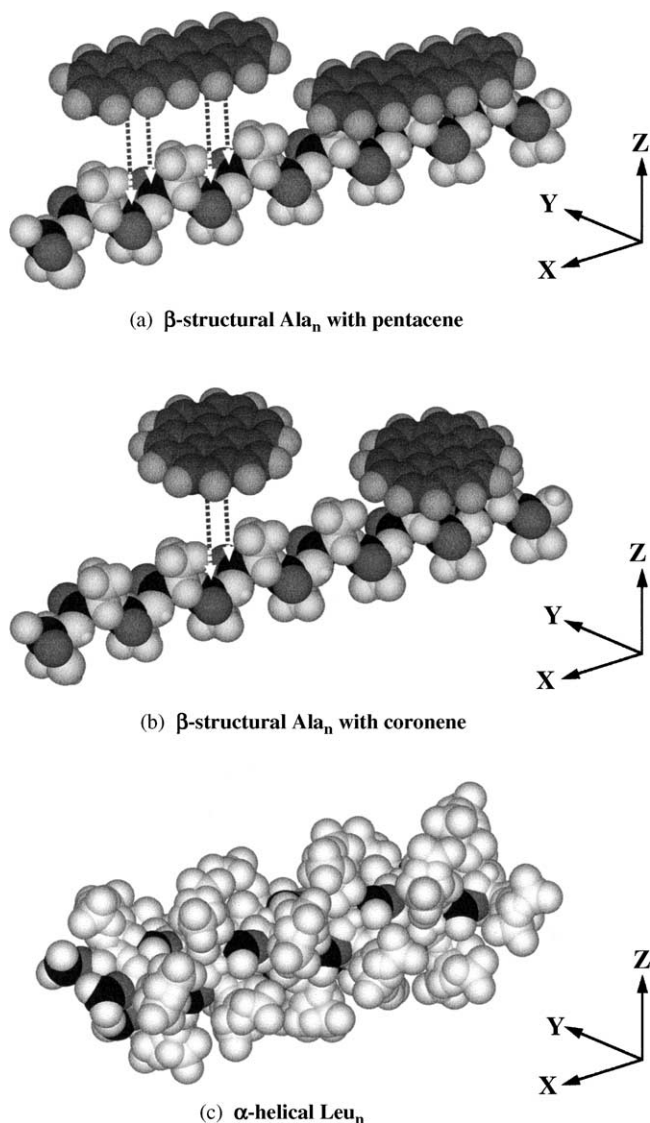 Z
Y
X
(a) β-structural Alaₙ with pentacene
Z
Y
X
(b) β-structural Alaₙ with coronene
Z
Y
X
(c) α-helical Leuₙ